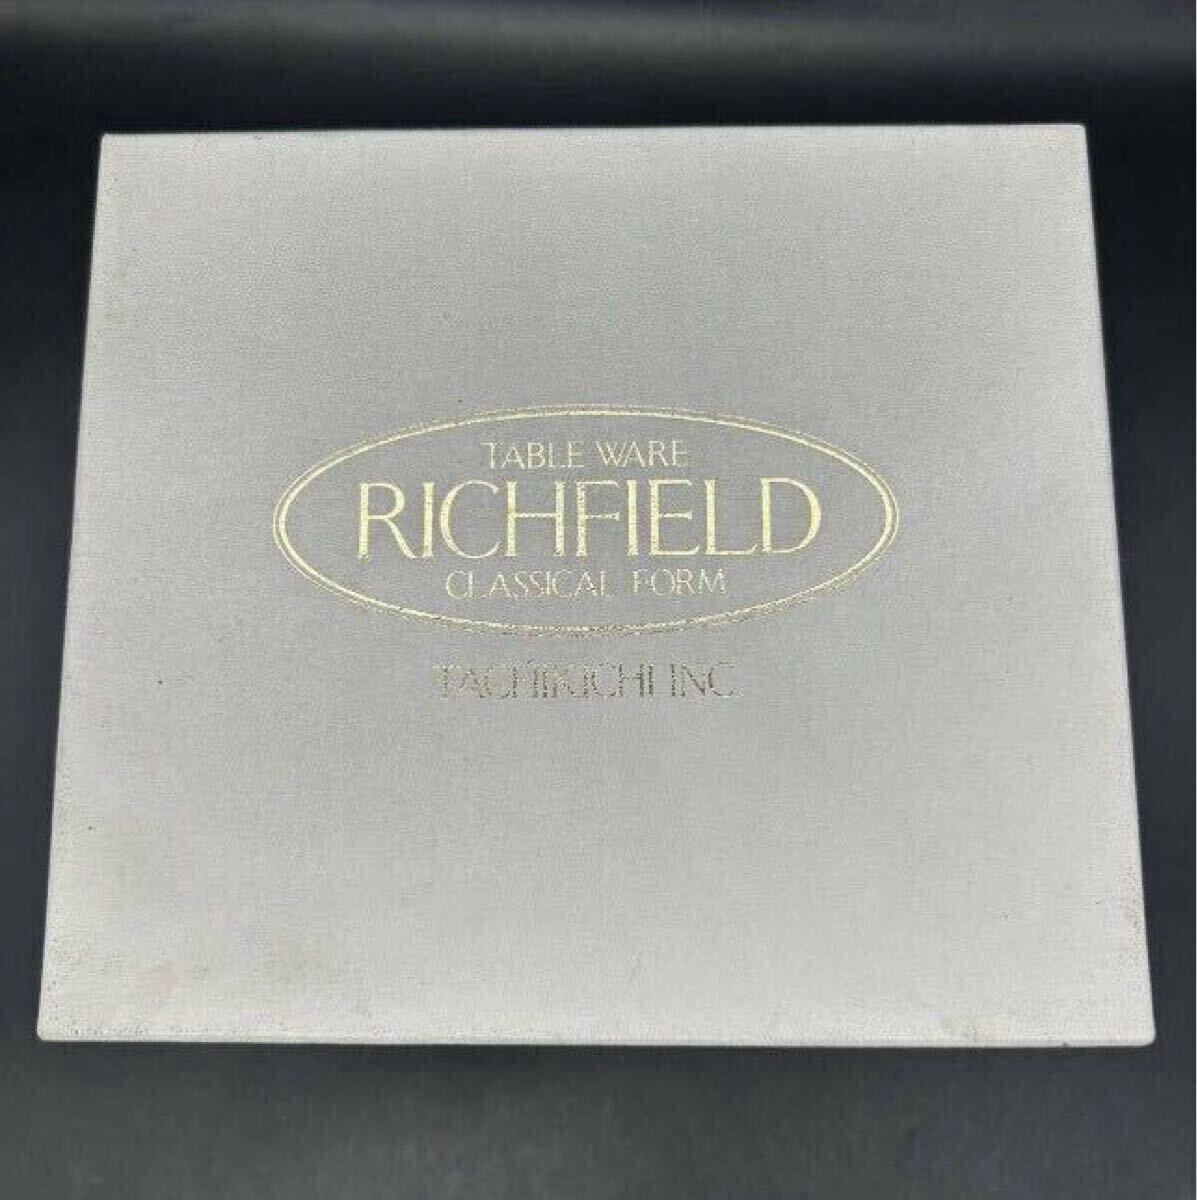 TABLE WARE
RICHFIELD
CLASSICAL FORM
TACHIKICHI INC.